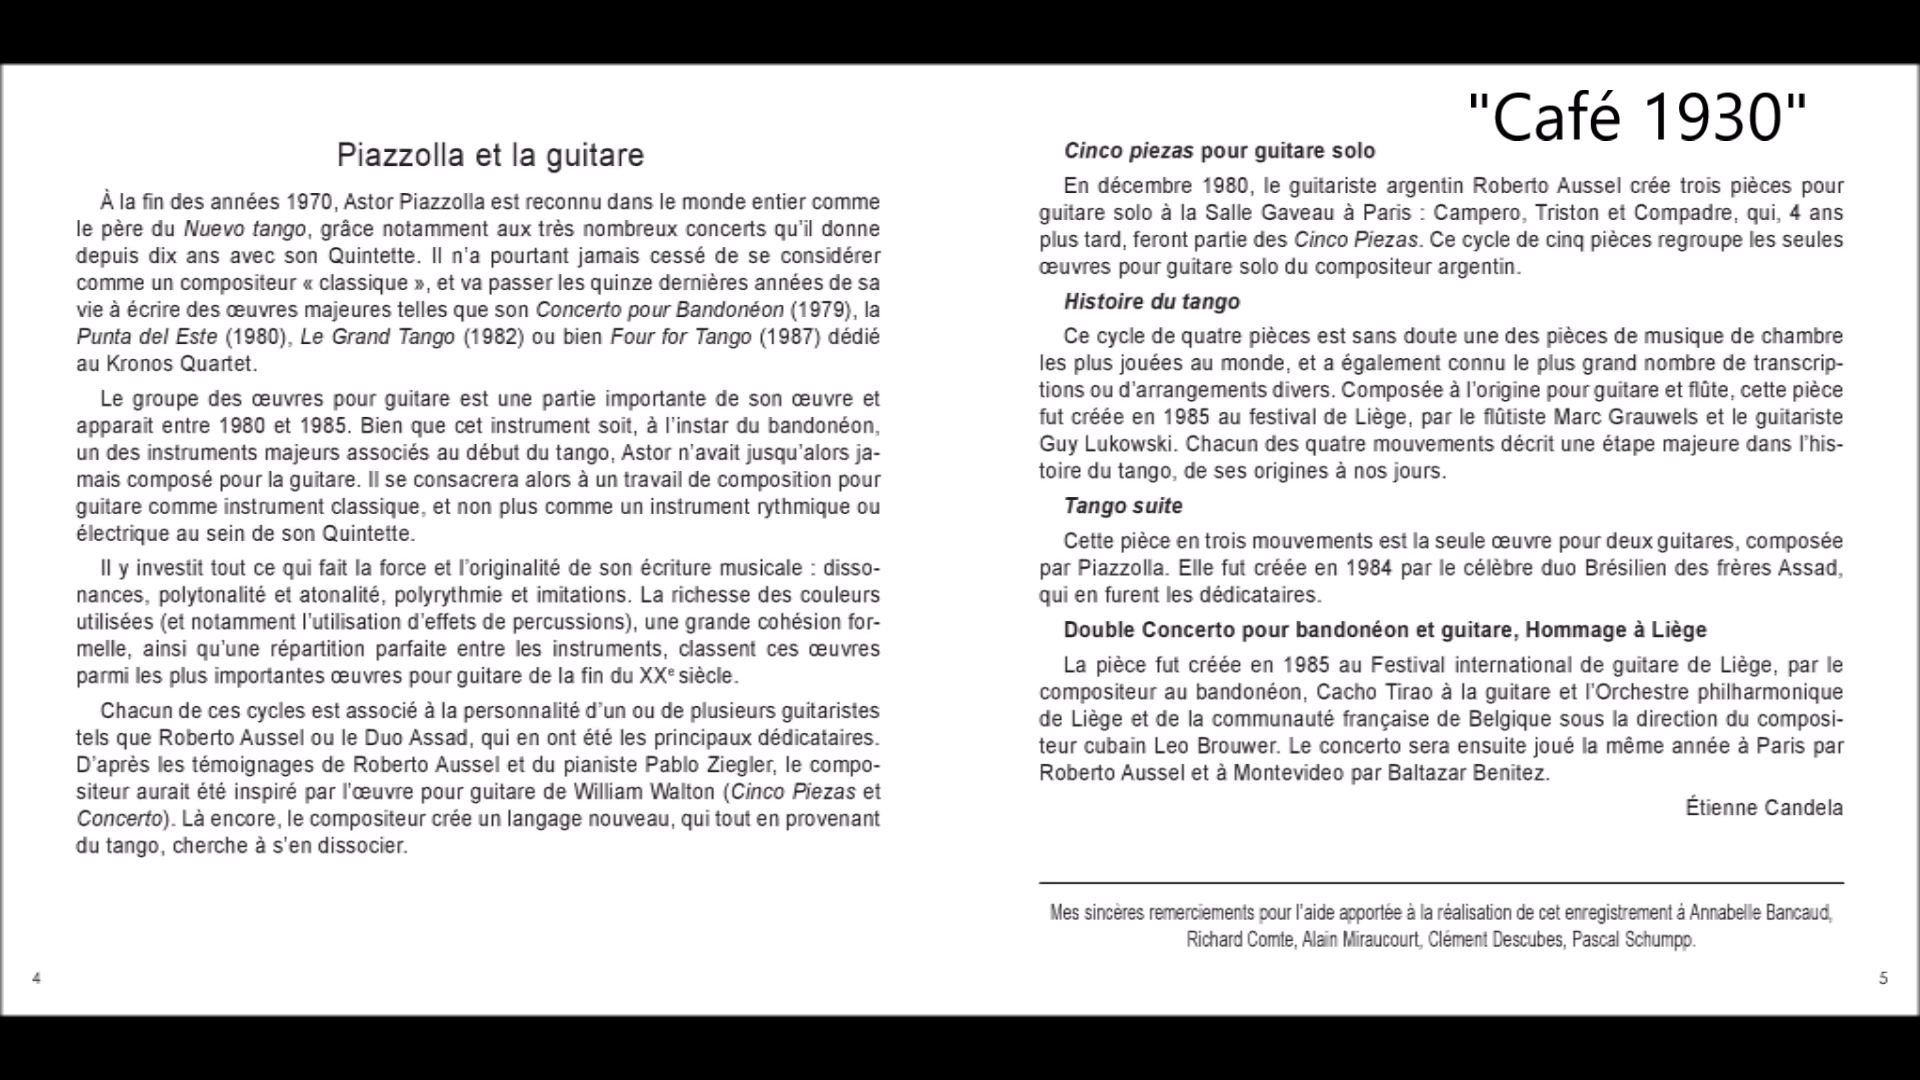 Piazzolla et la guitare
À la fin des années 1970, Astor Piazzolla est reconnu dans le monde entier comme
le père du Nuevo tango, grâce notamment aux très nombreux concerts qu'il donne
depuis dix ans avec son Quintette. Il n'a pourtant jamais cessé de se considérer
comme un compositeur « classique », et va passer les quinze dernières années de sa
vie à écrire des œuvres majeures telles que son Concerto pour Bandonéon (1979), la
Punta del Este (1980), Le Grand Tango (1982) ou bien Four for Tango (1987) dédié
au Kronos Quartet.
Le groupe des œuvres pour guitare est une partie importante de son œuvre et
apparait entre 1980 et 1985. Bien que cet instrument soit, à l'instar du bandonéon,
un des instruments majeurs associés au début du tango, Astor n'avait jusqu'alors ja-
mais composé pour la guitare. Il se consacrera alors à un travail de composition pour
guitare comme instrument classique, et non plus comme un instrument rythmique ou
électrique au sein de son Quintette.
Il y investit tout ce qui fait la force et l'originalité de son écriture musicale : disso-
nances, polytonalité et atonalité, polyrythmie et imitations. La richesse des couleurs
utilisées (et notamment l'utilisation d'effets de percussions), une grande cohésion for-
melle, ainsi qu'une répartition parfaite entre les instruments, classent ces œuvres
parmi les plus importantes œuvres pour guitare de la fin du XXe siècle.
Chacun de ces cycles est associé à la personnalité d'un ou de plusieurs guitaristes
tels que Roberto Aussel ou le Duo Assad, qui en ont été les principaux dédicataires.
D'après les témoignages de Roberto Aussel et du pianiste Pablo Ziegler, le compo-
siteur aurait été inspiré par l'œuvre pour guitare de William Walton (Cinco Piezas et
Concerto). Là encore, le compositeur crée un langage nouveau, qui tout en provenant
du tango, cherche à s'en dissocier.
4
"Café 1930"
Cinco piezas pour guitare solo
En décembre 1980, le guitariste argentin Roberto Aussel crée trois pièces pour
guitare solo à la Salle Gaveau à Paris : Campero, Triston et Compadre, qui, 4 ans
plus tard, feront partie des Cinco Piezas. Ce cycle de cinq pièces regroupe les seules
œuvres pour guitare solo du compositeur argentin.
Histoire du tango
Ce cycle de quatre pièces est sans doute une des pièces de musique de chambre
les plus jouées au monde, et a également connu le plus grand nombre de transcrip-
tions ou d'arrangements divers. Composée à l'origine pour guitare et flûte, cette pièce
fut créée en 1985 au festival de Liège, par le flûtiste Marc Grauwels et le guitariste
Guy Lukowski. Chacun des quatre mouvements décrit une étape majeure dans l'his-
toire du tango, de ses origines à nos jours.
Tango suite
Cette pièce en trois mouvements est la seule œuvre pour deux guitares, composée
par Piazzolla. Elle fut créée en 1984 par le célèbre duo Brésilien des frères Assad,
qui en furent les dédicataires.
Double Concerto pour bandonéon et guitare, Hommage à Liège
La pièce fut créée en 1985 au Festival international de guitare de Liège, par le
compositeur au bandonéon, Cacho Tirao à la guitare et l'Orchestre philharmonique
de Liège et de la communauté française de Belgique sous la direction du composi-
teur cubain Leo Brouwer. Le concerto sera ensuite joué la même année à Paris par
Roberto Aussel et à Montevideo par Baltazar Benitez.
Étienne Candela
Mes sincères remerciements pour l'aide apportée à la réalisation de cet enregistrement à Annabelle Bancaud,
Richard Comte, Alain Miraucourt, Clément Descubes, Pascal Schumpp.
5